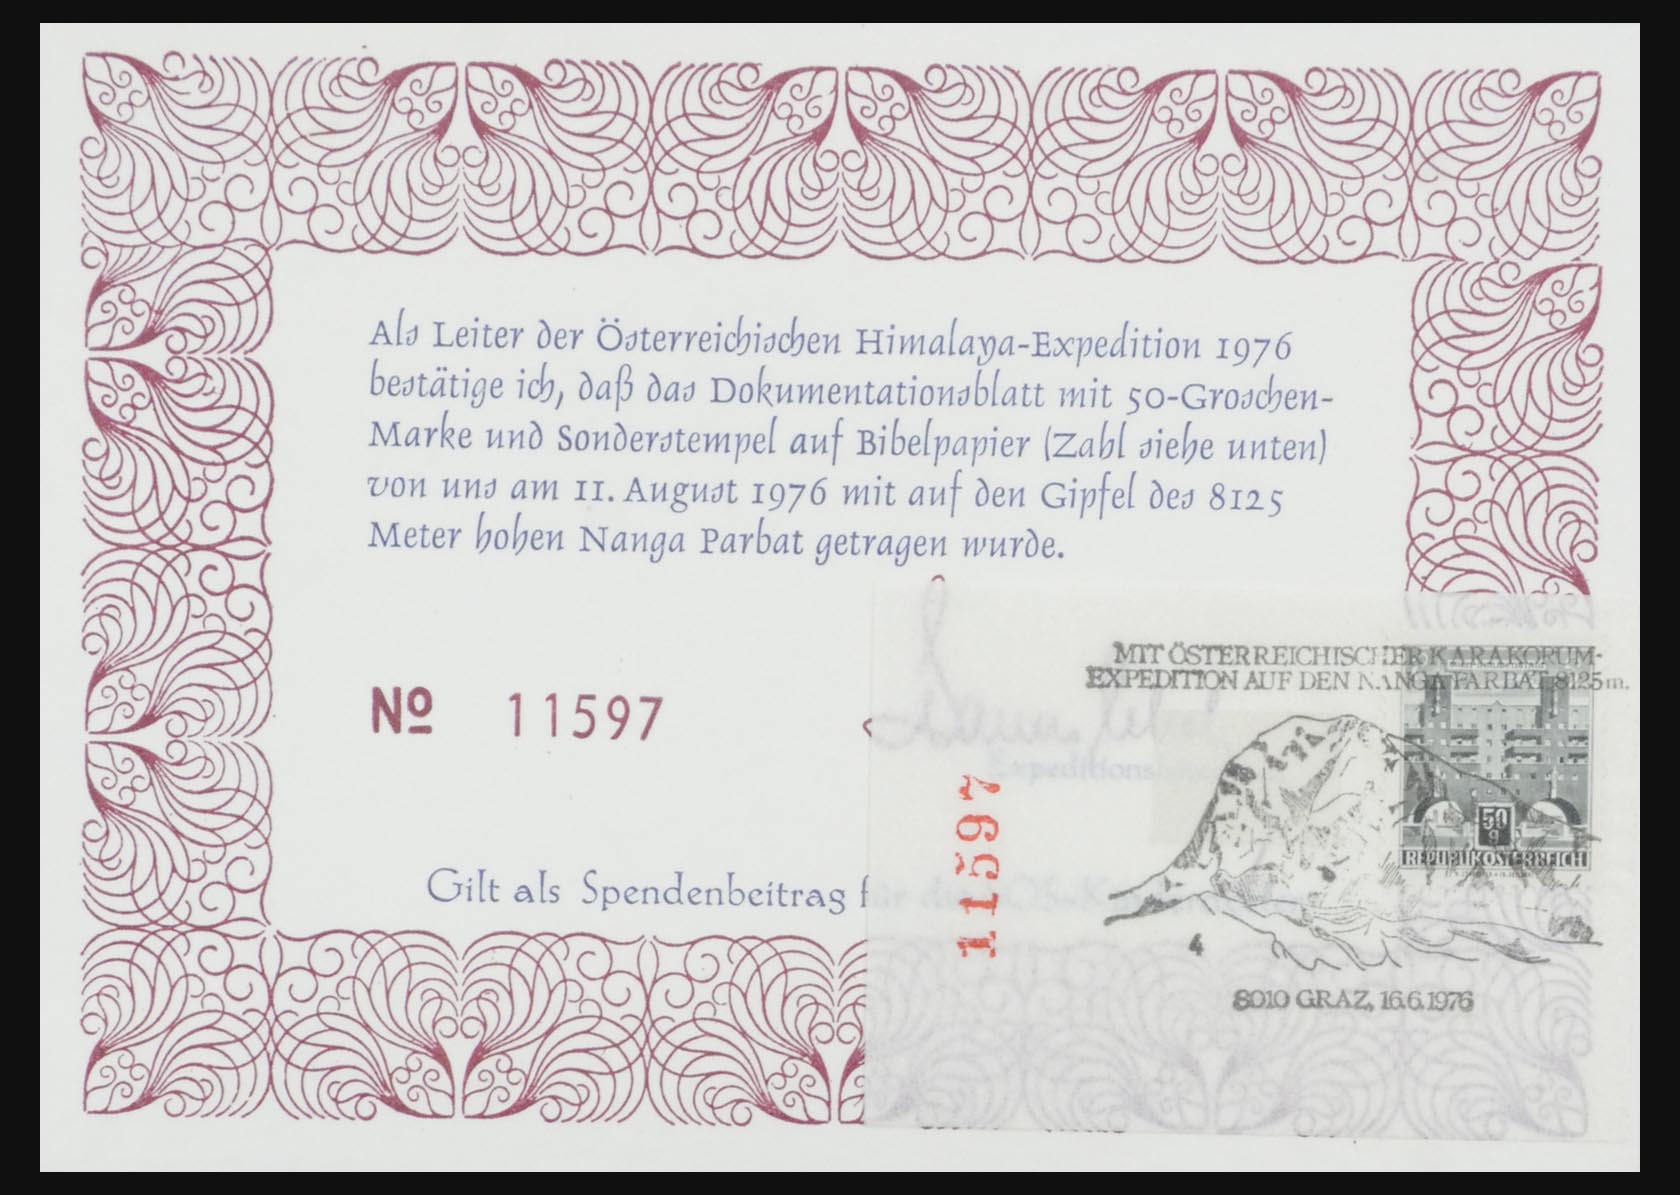 Als Leiter der Österreichischen Himalaya-Expedition 1976
bestätige ich, daß das Dokumentationsblatt mit 50-Groschen-
Marke und Sonderstempel auf Bibelpapier (Zahl siehe unten)
von uns am 11. August 1976 mit auf den Gipfel des 8125
Meter hohen Nanga Parbat getragen wurde.
MIT ÖSTERREICHISCHER KARAKORUM-
EXPEDITION AUF DEN NANGA PARBAT 8125m.
Nº 11597
11597
50
g
REPUBLIK ÖSTERREICH
Gilt als Spendenbeitrag für
4
8010 GRAZ, 16.6.1976